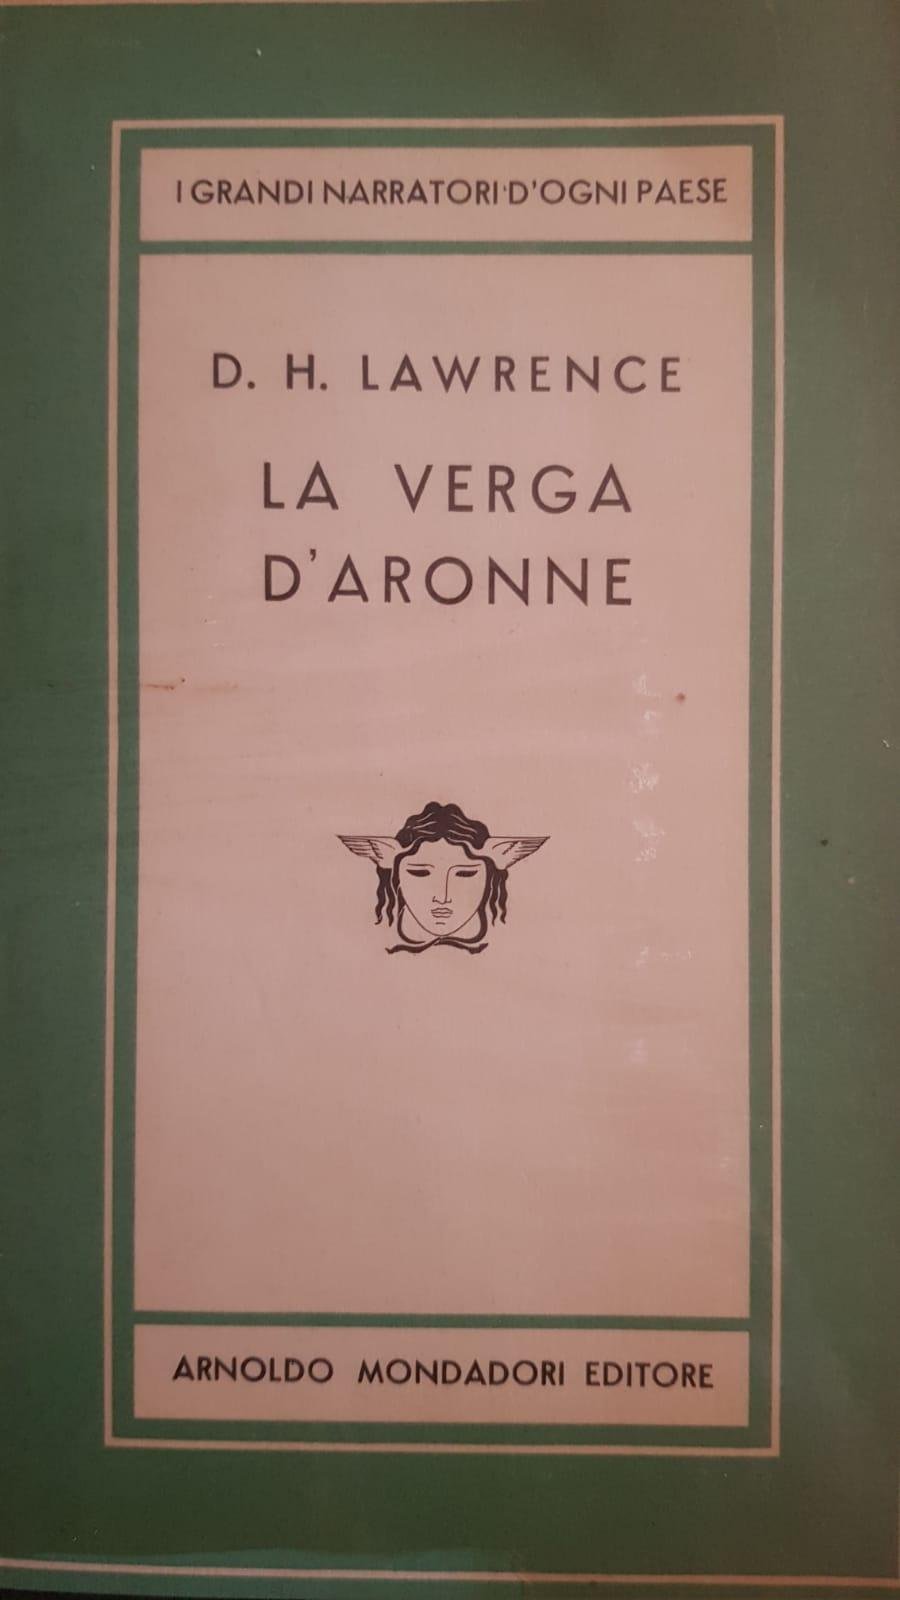 I GRANDI NARRATORI D'OGNI PAESE
D. H. LAWRENCE
LA VERGA
D'ARONNE
ARNOLDO MONDADORI EDITORE